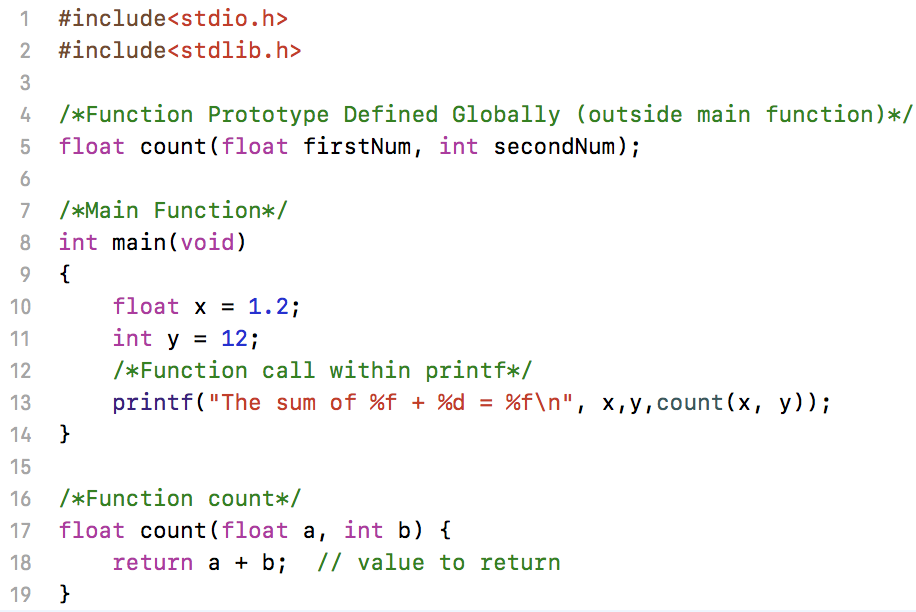 1 #include<stdio.h>
2 #include<stdlib.h>
3
4 /*Function Prototype Defined Globally (outside main function)*/
5 float count(float firstNum, int secondNum);
6
7 /*Main Function*/
8 int main(void)
9 {
10     float x = 1.2;
11     int y = 12;
12     /*Function call within printf*/
13     printf("The sum of %f + %d = %f\n", x,y,count(x, y));
14 }
15
16 /*Function count*/
17 float count(float a, int b) {
18     return a + b;  // value to return
19 }